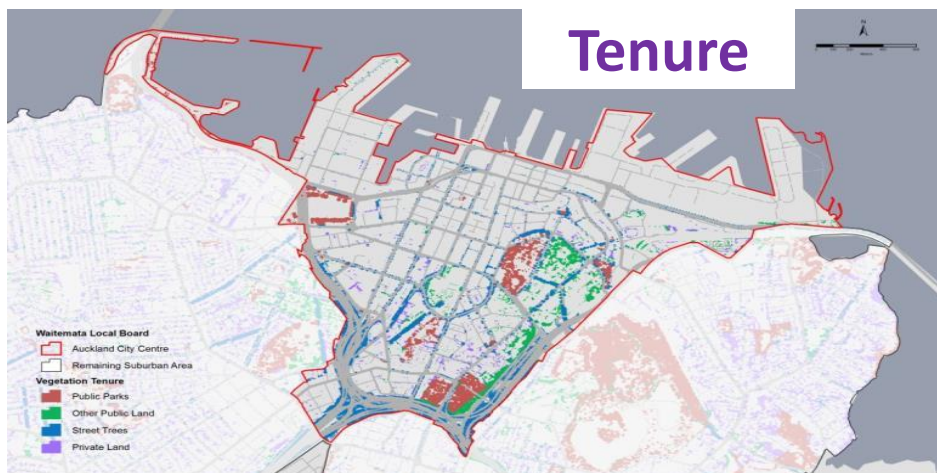 Tenure
N
Waitemata Local Board
Auckland City Centre
Remaining Suburban Area
Vegetation Tenure
Public Parks
Other Public Land
Street Trees
Private Land